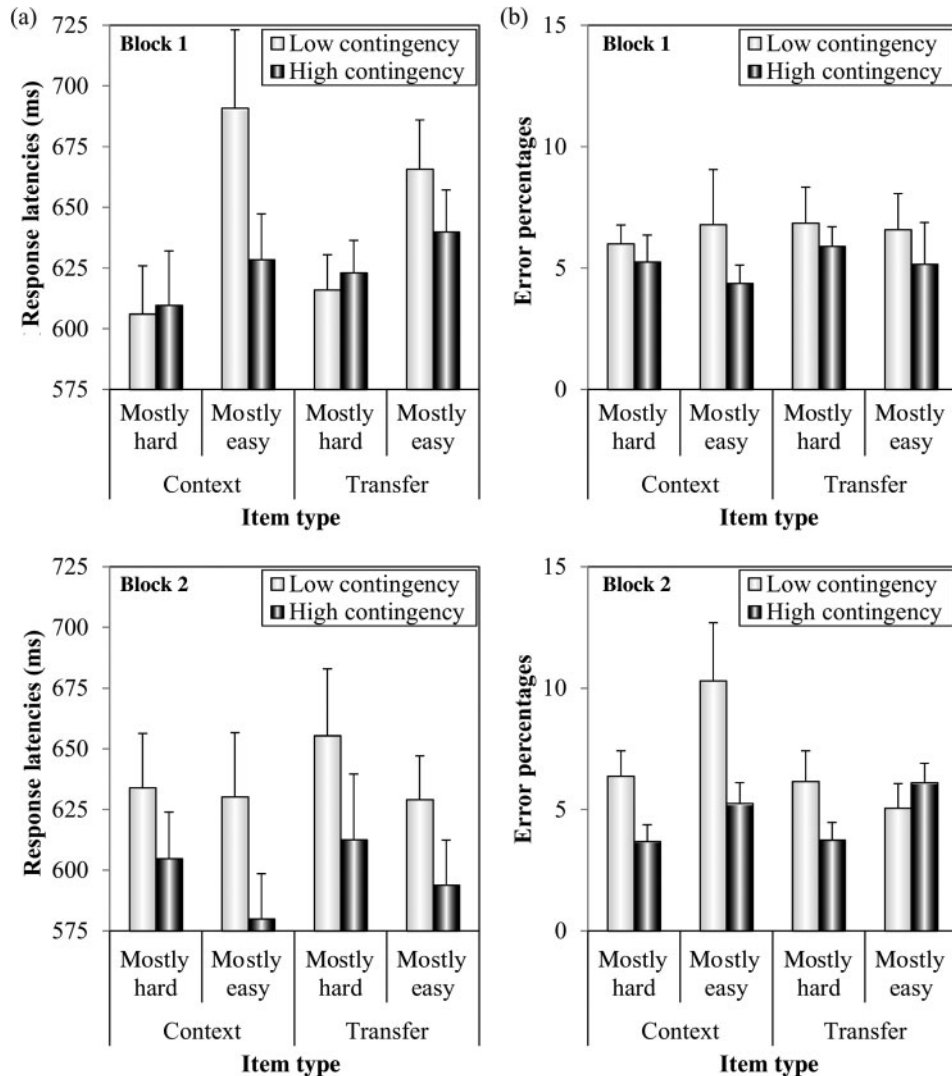 (a)
725
700
675
650
625
600
575
Response latencies (ms)
Block 1
Low contingency
High contingency
Mostly hard
Mostly easy
Mostly hard
Mostly easy
Context
Transfer
Item type
(b)
15
10
5
0
Error percentages
Block 1
Low contingency
High contingency
Mostly hard
Mostly easy
Mostly hard
Mostly easy
Context
Transfer
Item type
725
700
675
650
625
600
575
Response latencies (ms)
Block 2
Low contingency
High contingency
Mostly hard
Mostly easy
Mostly hard
Mostly easy
Context
Transfer
Item type
15
10
5
0
Error percentages
Block 2
Low contingency
High contingency
Mostly hard
Mostly easy
Mostly hard
Mostly easy
Context
Transfer
Item type